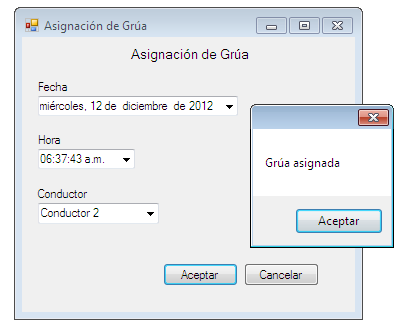 Asignación de Grúa
Asignación de Grúa
Fecha
miércoles, 12 de diciembre de 2012
Hora
06:37:43 a.m.
Grúa asignada
Conductor
Conductor 2
Aceptar
Aceptar
Cancelar